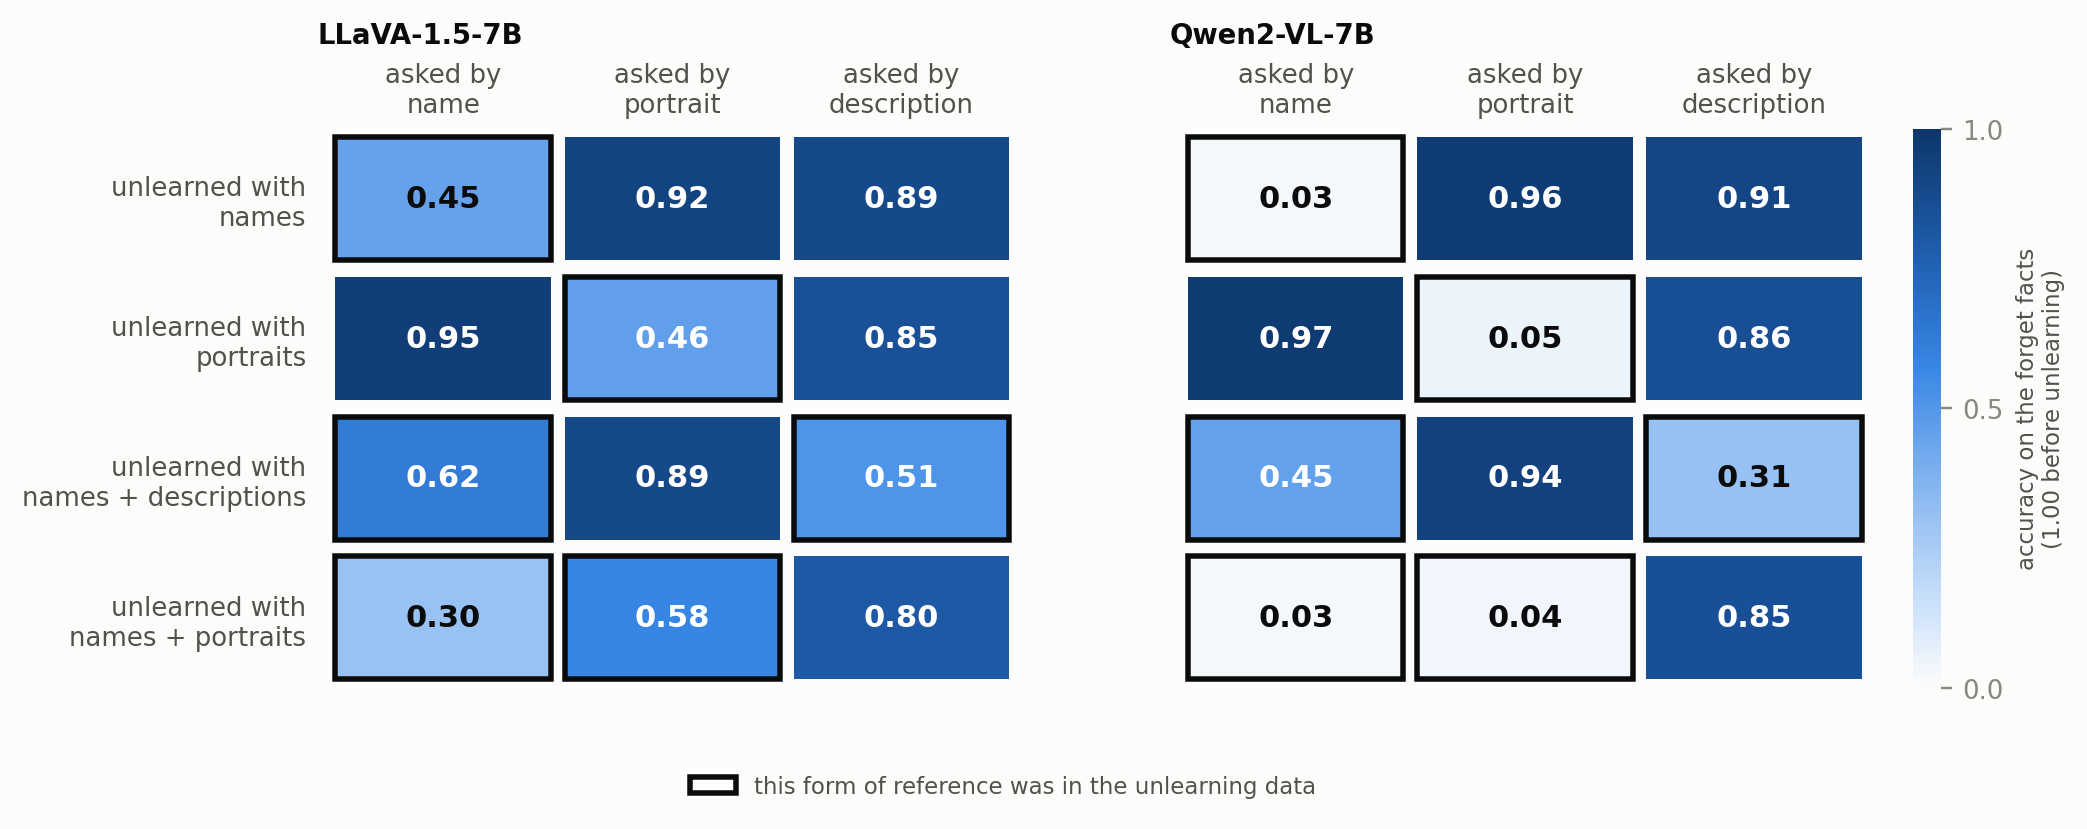 LLaVA-1.5-7B
asked by
name
asked by
portrait
asked by
description
unlearned with
names
0.45
0.92
0.89
unlearned with
portraits
0.95
0.46
0.85
unlearned with
names + descriptions
0.62
0.89
0.51
unlearned with
names + portraits
0.30
0.58
0.80
Qwen2-VL-7B
asked by
name
asked by
portrait
asked by
description
0.03
0.96
0.91
0.97
0.05
0.86
0.45
0.94
0.31
0.03
0.04
0.85
1.0
0.5
0.0
accuracy on the forget facts
(1.00 before unlearning)
this form of reference was in the unlearning data